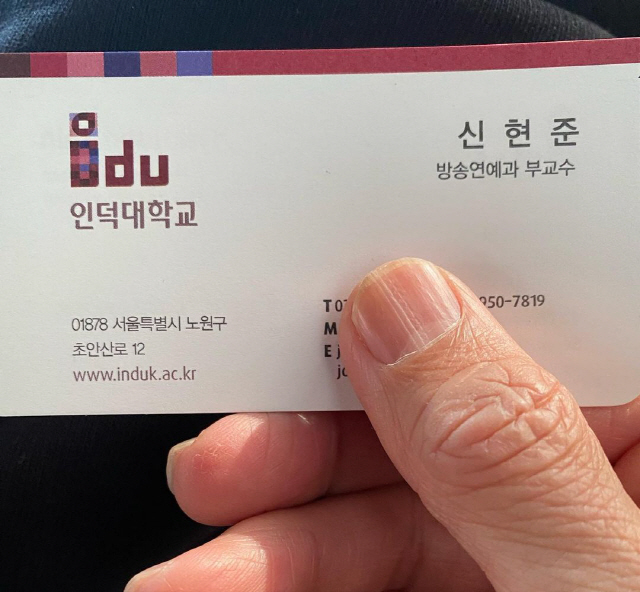 idu
인덕대학교
신현준
방송연예과 부교수
01878 서울특별시 노원구
초안산로 12
www.induk.ac.kr
T 950-7819
M
E